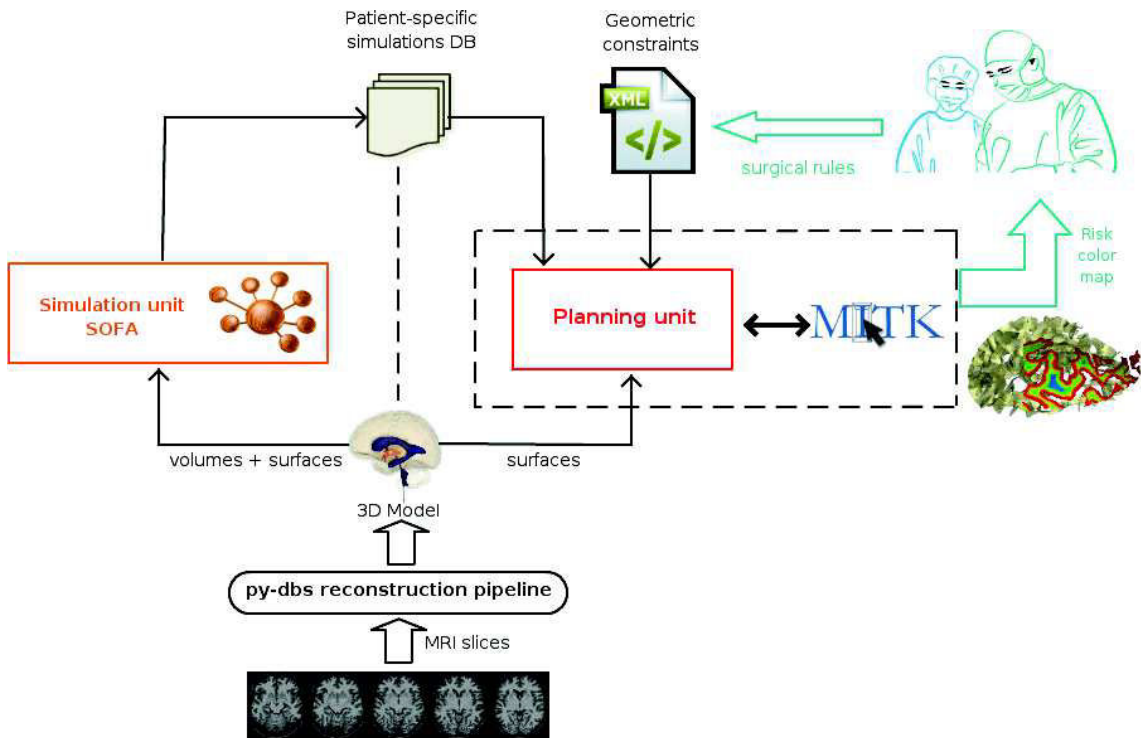 Patient-specific
simulations DB
Geometric
constraints
XML
</>
surgical rules
Risk
color
map
Simulation unit
SOFA
Planning unit
MITK
volumes + surfaces
surfaces
3D Model
py-dbs reconstruction pipeline
MRI slices